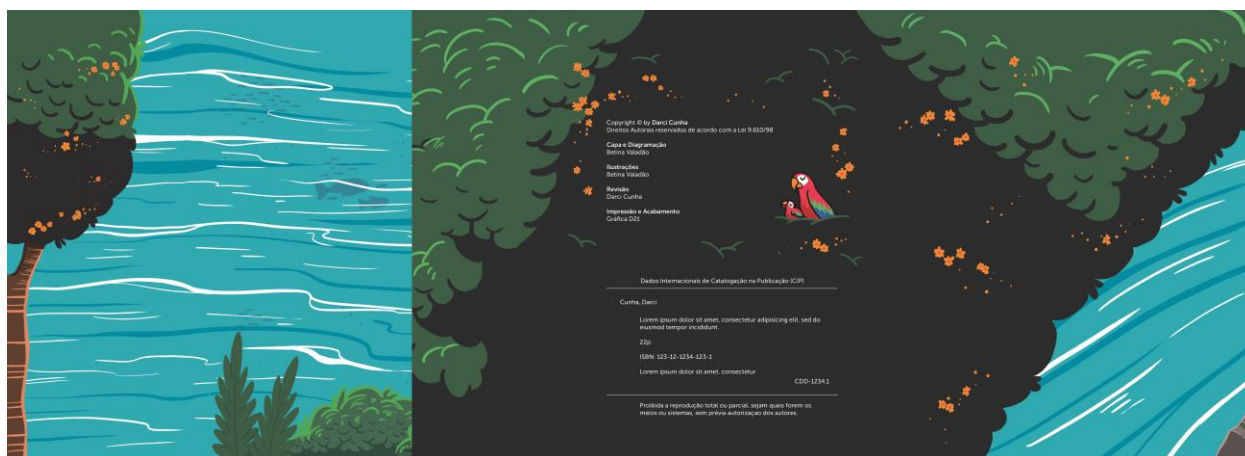 Copyright © by Darci Cunha
Direitos Autorais reservados de acordo com a Lei 9.610/98
Capa e Diagramação
Betina Valadão
Ilustrações
Betina Valadão
Revisão
Darci Cunha
Impressão e Acabamento
Gráfica DZ1
Dados Internacionais de Catalogação na Publicação (CIP)
Cunha, Darci
Lorem ipsum dolor sit amet, consectetur adipisicing elit, sed do
eiusmod tempor incididunt.
22p.
ISBN: 123-12-1234-123-1
Lorem ipsum dolor sit amet, consectetur
CDD-1234.1
Proibida a reprodução total ou parcial, sejam quais forem os
meios ou sistemas, sem prévia autorizaçao dos autores.